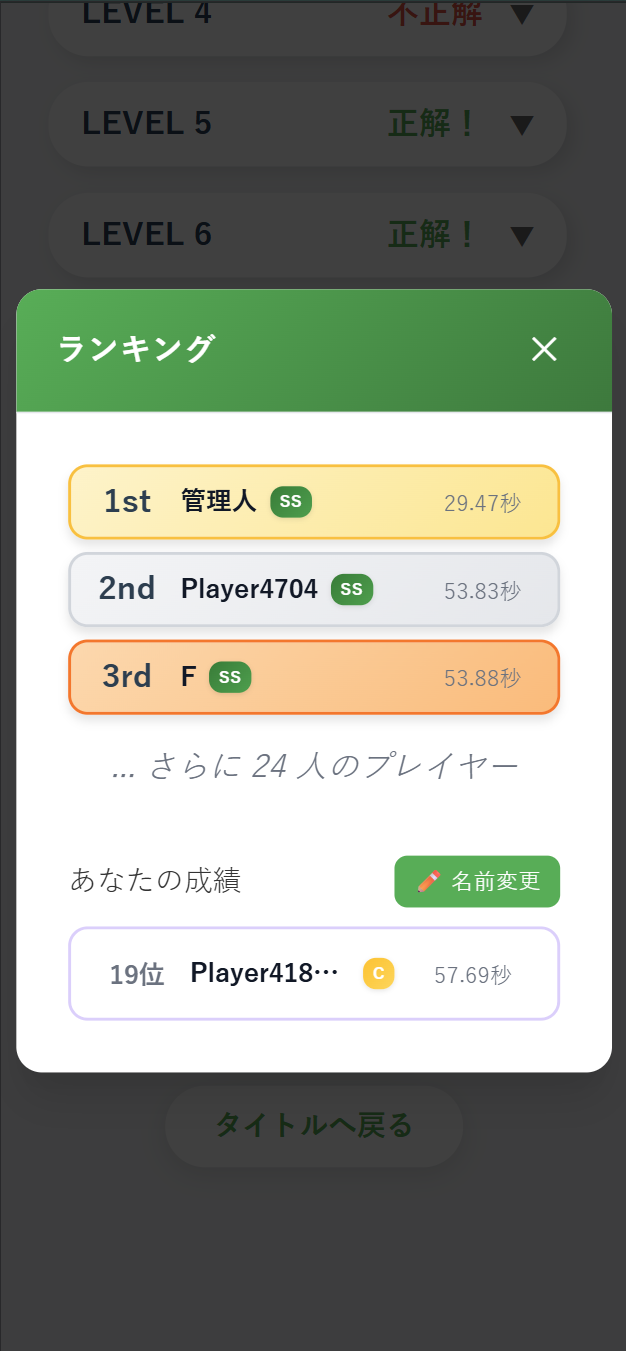 LEVEL 4 不正解 ▼
LEVEL 5 正解！ ▼
LEVEL 6 正解！ ▼
ランキング
1st 管理人 SS 29.47秒
2nd Player4704 SS 53.83秒
3rd F SS 53.88秒
... さらに 24 人のプレイヤー
あなたの成績 名前変更
19位 Player418… C 57.69秒
タイトルへ戻る